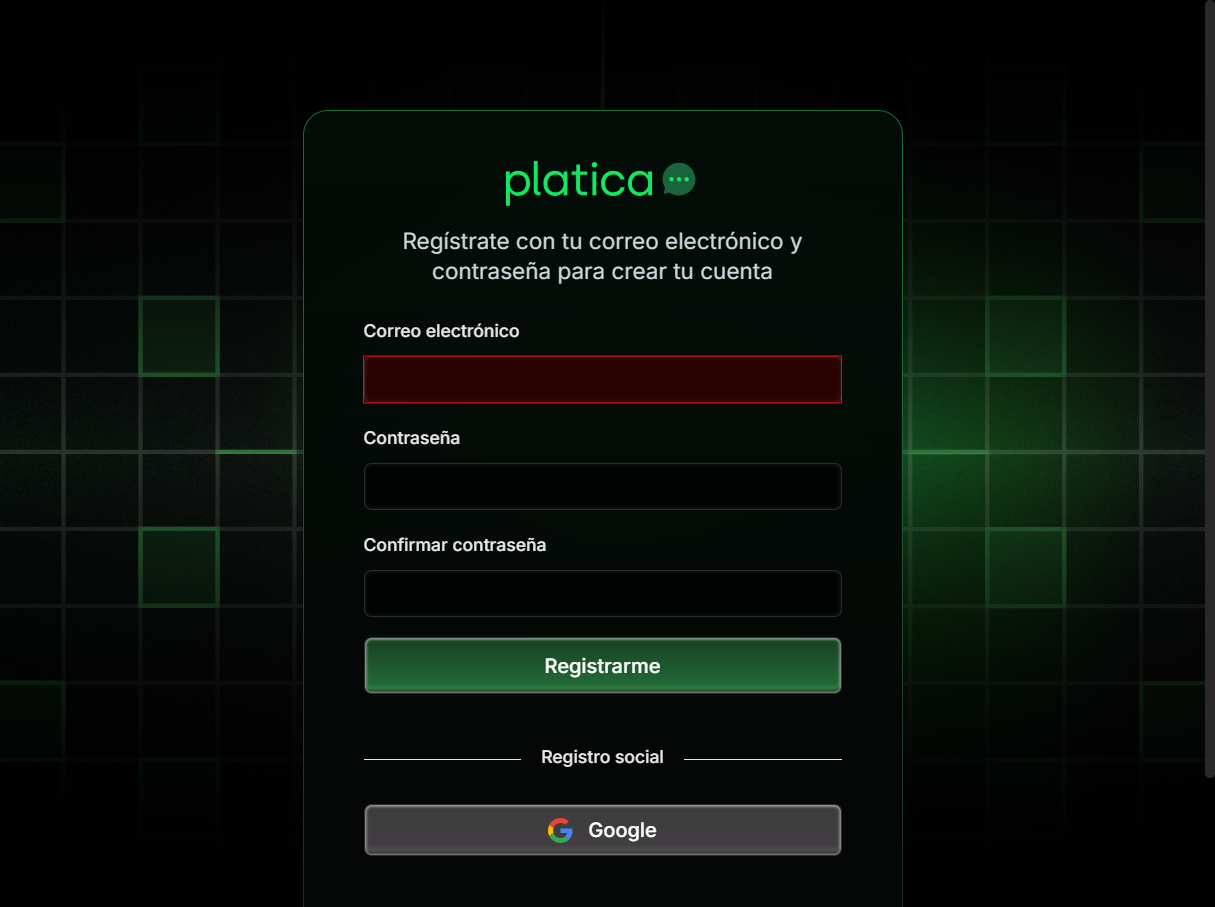 platica
Regístrate con tu correo electrónico y
contraseña para crear tu cuenta
Correo electrónico
Contraseña
Confirmar contraseña
Registrarme
Registro social
Google